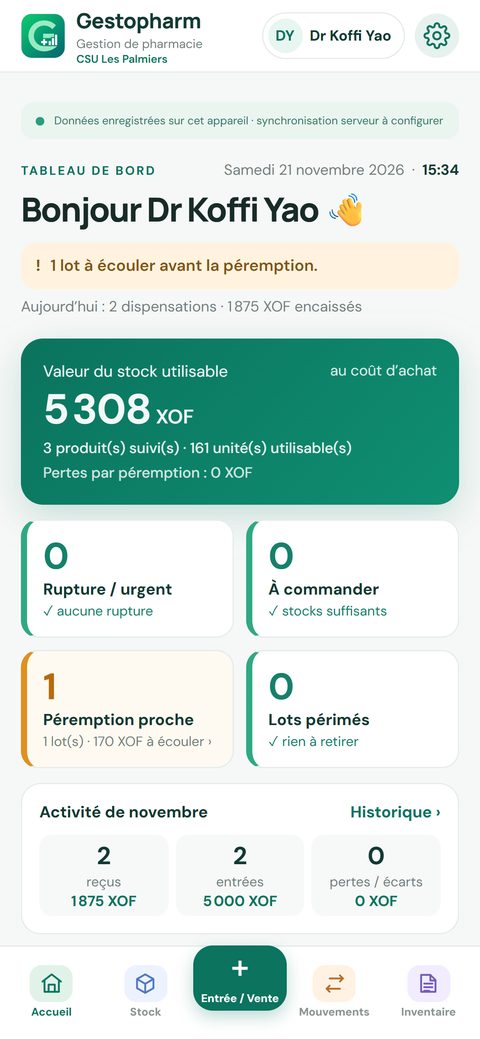 Gestopharm
Gestion de pharmacie
CSU Les Palmiers
DY Dr Koffi Yao
Données enregistrées sur cet appareil · synchronisation serveur à configurer
TABLEAU DE BORD
Samedi 21 novembre 2026 · 15:34
Bonjour Dr Koffi Yao 👋
! 1 lot à écouler avant la péremption.
Aujourd’hui : 2 dispensations · 1 875 XOF encaissés
Valeur du stock utilisable
au coût d’achat
5 308 XOF
3 produit(s) suivi(s) · 161 unité(s) utilisable(s)
Pertes par péremption : 0 XOF
0
Rupture / urgent
✓ aucune rupture
0
À commander
✓ stocks suffisants
1
Péremption proche
1 lot(s) · 170 XOF à écouler ›
0
Lots périmés
✓ rien à retirer
Activité de novembre
Historique ›
2
reçus
1 875 XOF
2
entrées
5 000 XOF
0
pertes / écarts
0 XOF
Accueil
Stock
+
Entrée / Vente
Mouvements
Inventaire